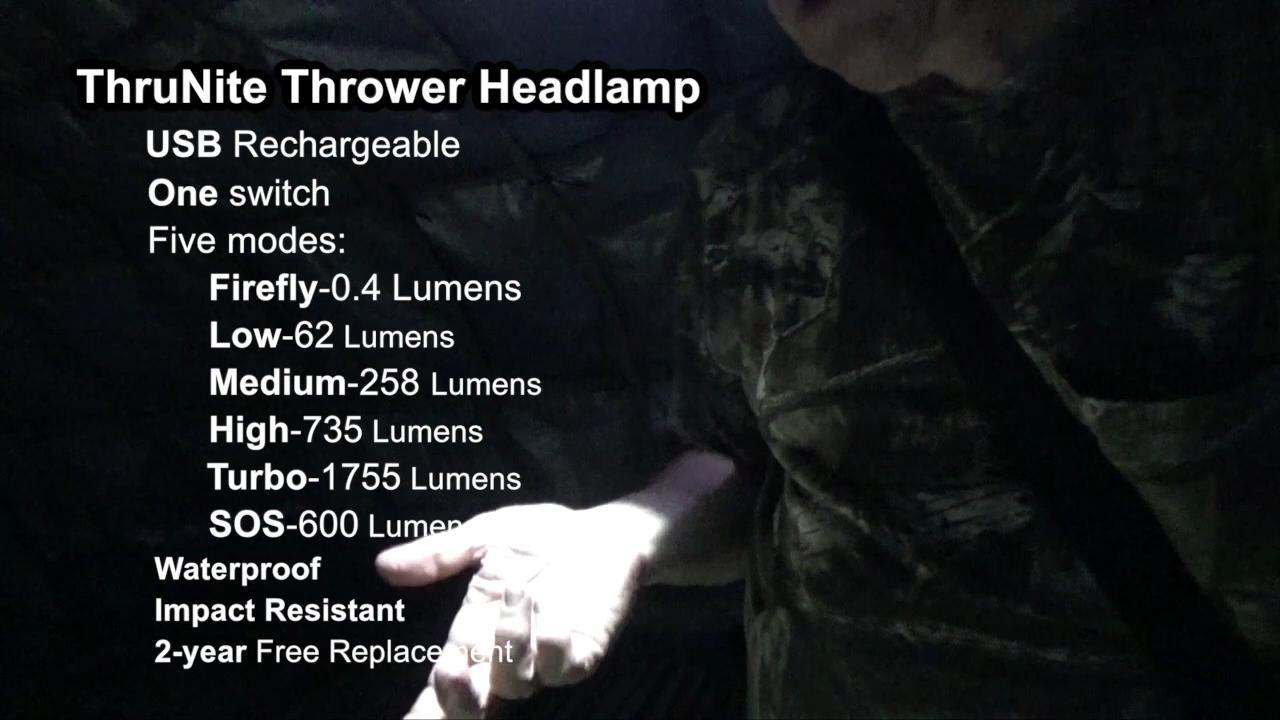 ThruNite Thrower Headlamp
USB Rechargeable
One switch
Five modes:
Firefly-0.4 Lumens
Low-62 Lumens
Medium-258 Lumens
High-735 Lumens
Turbo-1755 Lumens
SOS-600 Lumen
Waterproof
Impact Resistant
2-year Free Replacement